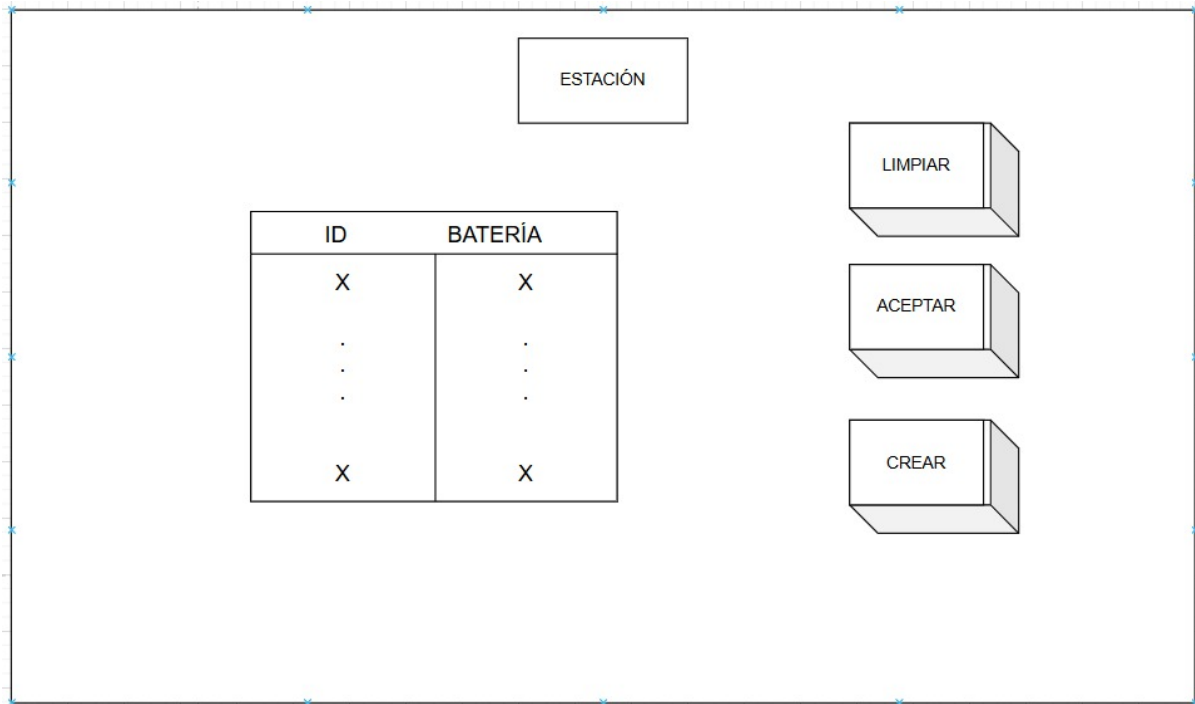 ESTACIÓN
LIMPIAR
ID BATERÍA
X X
. .
. .
. .
X X
ACEPTAR
CREAR